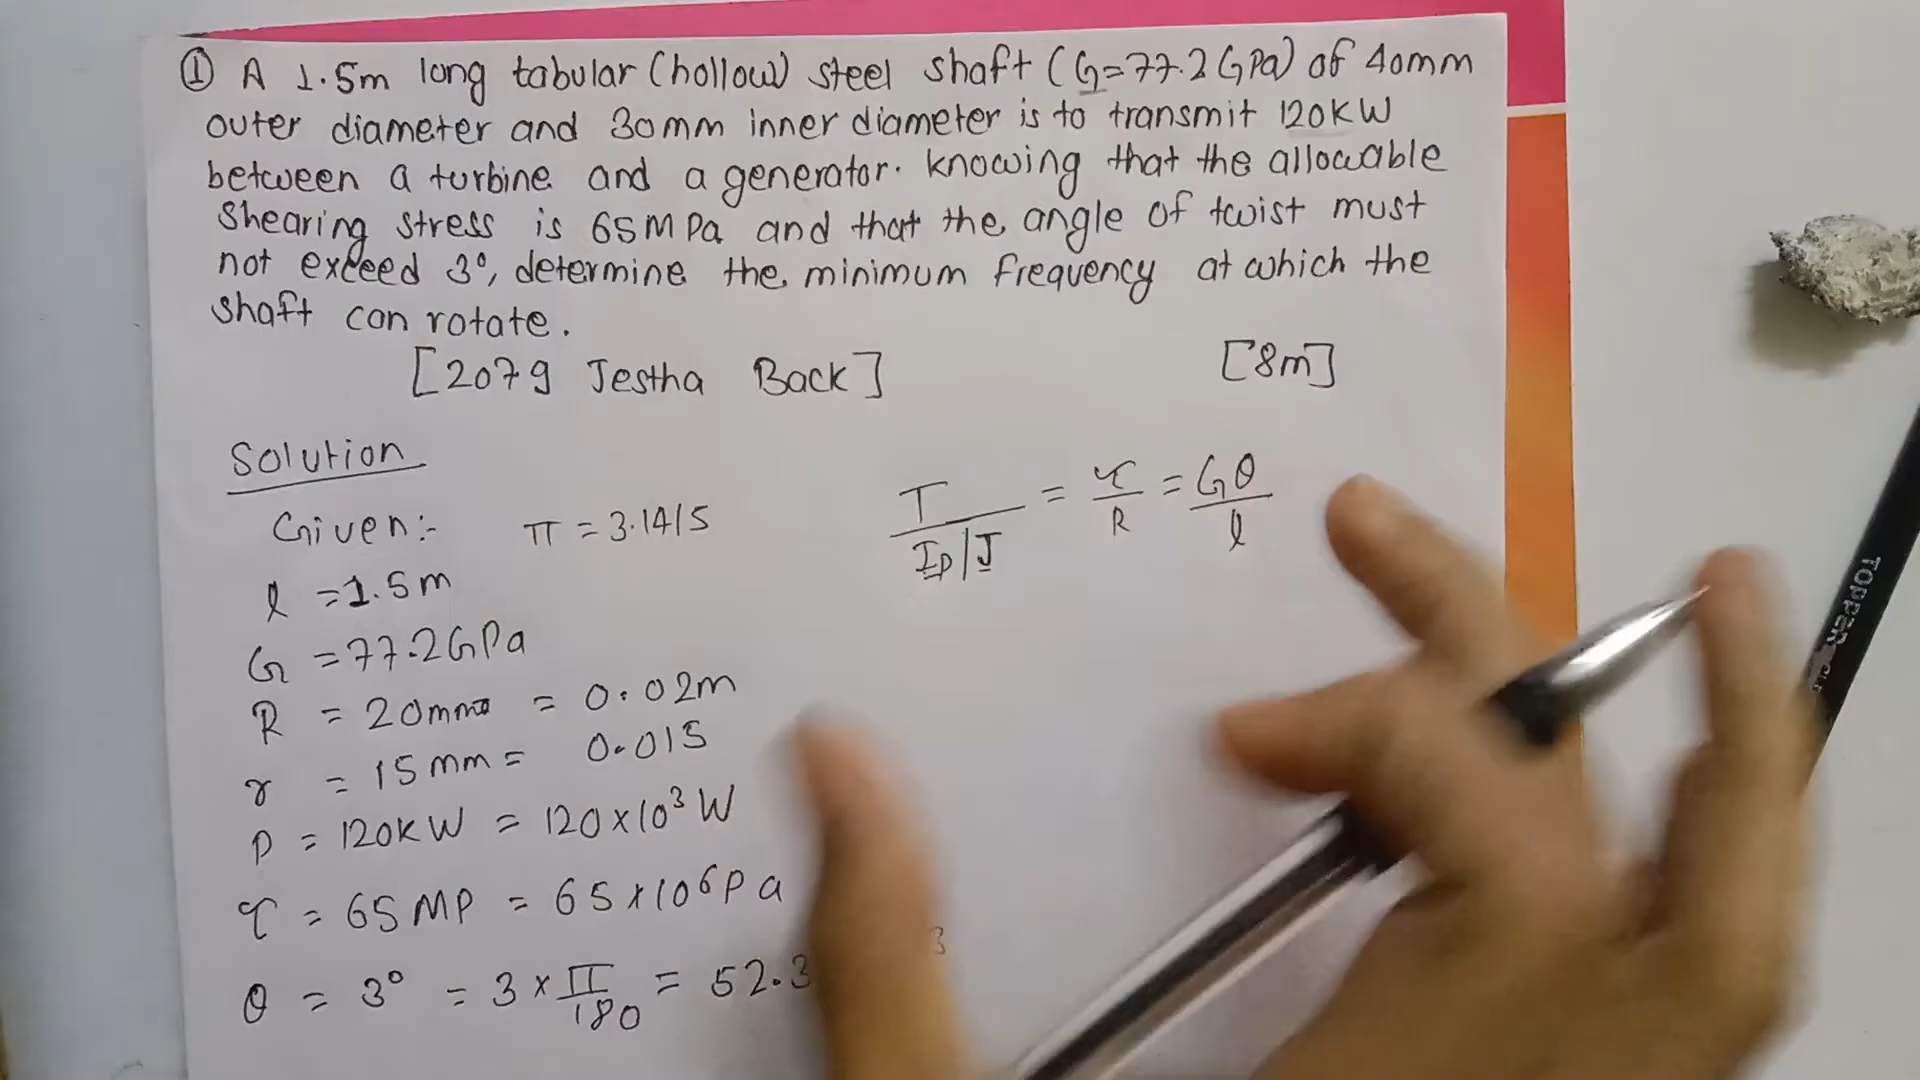 ① A 1.5m long tabular (hollow) steel shaft (G=77.2GPa) of 40mm
outer diameter and 30mm inner diameter is to transmit 120kW
between a turbine and a generator. knowing that the allowable
shearing stress is 65MPa and that the angle of twist must
not exceed 3°, determine the minimum frequency at which the
shaft can rotate.
[2079 Jestha Back] [8m]
Solution
Given:- π = 3.1415
T/(Ip/J) = τ/R = Gθ/l
l = 1.5m
G = 77.2GPa
R = 20mm = 0.02m
r = 15mm = 0.015
P = 120kW = 120×10³W
τ = 65MP = 65×10⁶Pa
θ = 3° = 3×π/180 = 52.3
3
TOPPER